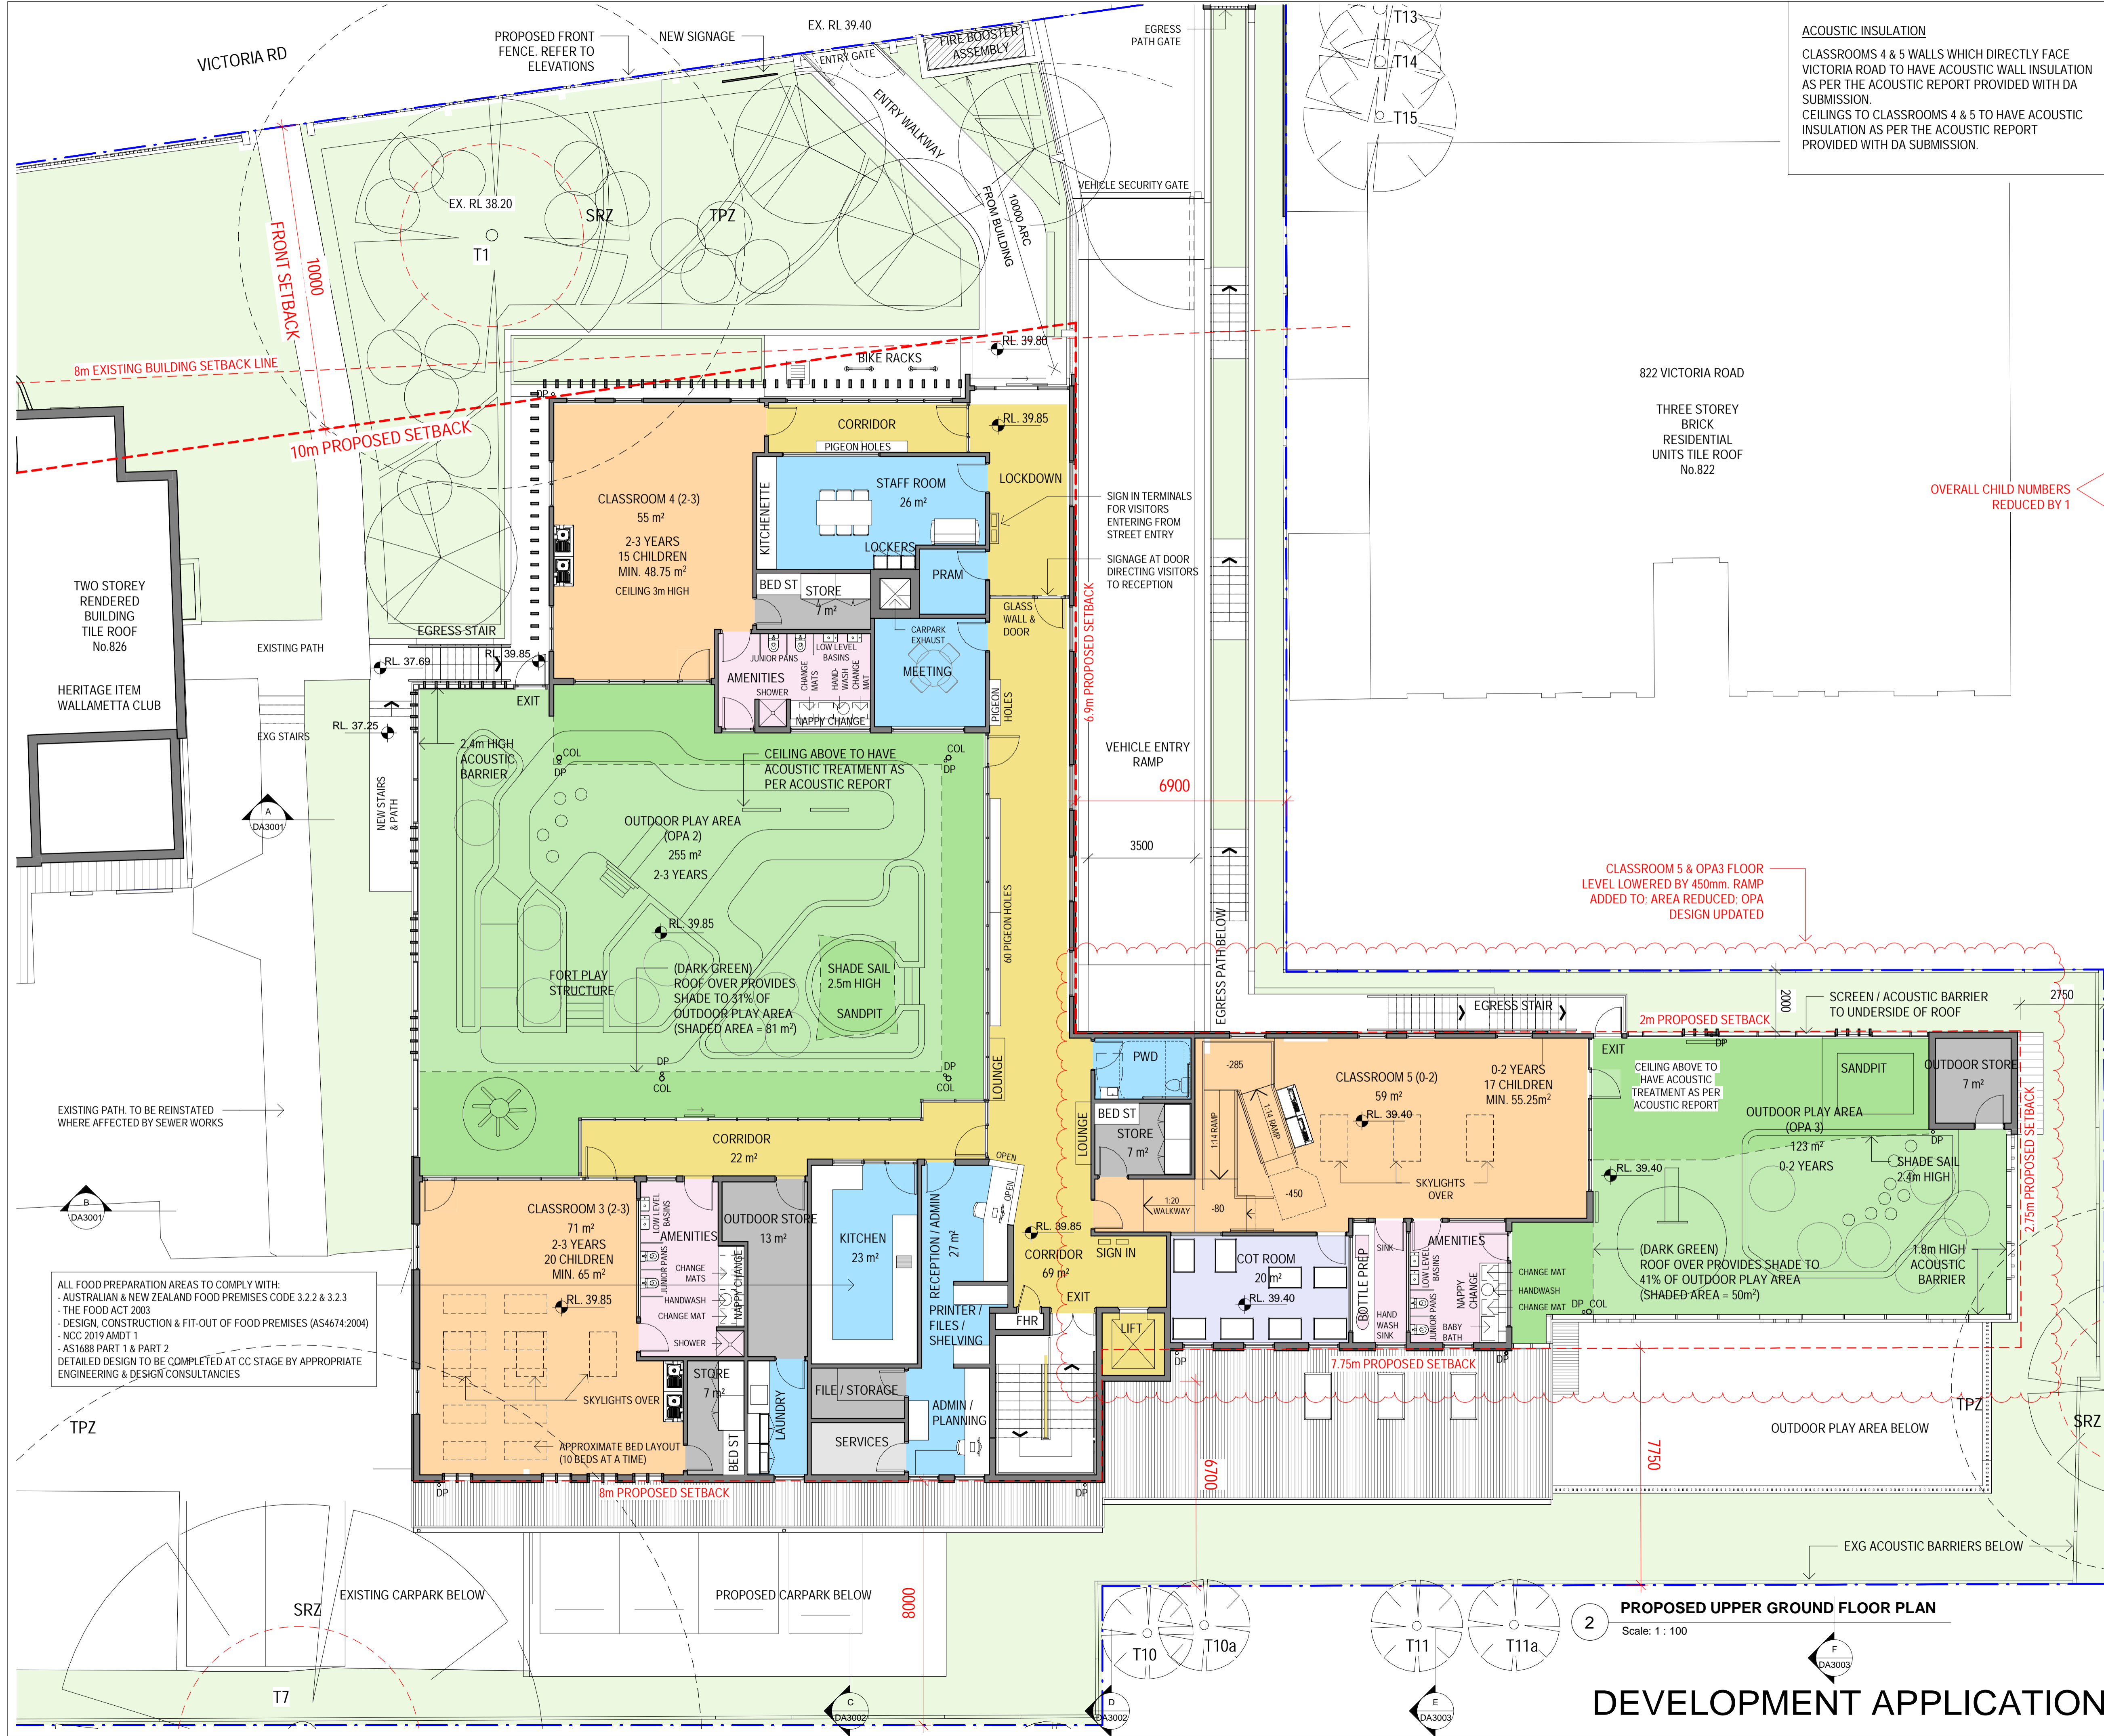 VICTORIA RD
PROPOSED FRONT
FENCE. REFER TO
ELEVATIONS
NEW SIGNAGE
EX. RL 39.40
ENTRY GATE
FIRE BOOSTER
ASSEMBLY
EGRESS
PATH GATE
T13
T14
T15
ACOUSTIC INSULATION
CLASSROOMS 4 & 5 WALLS WHICH DIRECTLY FACE
VICTORIA ROAD TO HAVE ACOUSTIC WALL INSULATION
AS PER THE ACOUSTIC REPORT PROVIDED WITH DA
SUBMISSION.
CEILINGS TO CLASSROOMS 4 & 5 TO HAVE ACOUSTIC
INSULATION AS PER THE ACOUSTIC REPORT
PROVIDED WITH DA SUBMISSION.
ENTRY WALKWAY
10000 ARC
FROM BUILDING
VEHICLE SECURITY GATE
EX. RL 38.20
SRZ
TPZ
T1
10000
FRONT SETBACK
8m EXISTING BUILDING SETBACK LINE
10m PROPOSED SETBACK
RL. 39.80
BIKE RACKS
DP
822 VICTORIA ROAD
THREE STOREY
BRICK
RESIDENTIAL
UNITS TILE ROOF
No.822
OVERALL CHILD NUMBERS
REDUCED BY 1
CORRIDOR
RL. 39.85
PIGEON HOLES
LOCKDOWN
CLASSROOM 4 (2-3)
55 m²
2-3 YEARS
15 CHILDREN
MIN. 48.75 m²
CEILING 3m HIGH
KITCHENETTE
STAFF ROOM
26 m²
LOCKERS
PRAM
SIGN IN TERMINALS
FOR VISITORS
ENTERING FROM
STREET ENTRY
SIGNAGE AT DOOR
DIRECTING VISITORS
TO RECEPTION
BED ST
STORE
7 m²
GLASS
WALL &
DOOR
CARPARK
EXHAUST
6.9m PROPOSED SETBACK
TWO STOREY
RENDERED
BUILDING
TILE ROOF
No.826
HERITAGE ITEM
WALLAMETTA CLUB
EXISTING PATH
EXG STAIRS
EGRESS STAIR
RL. 37.69
RL. 39.85
RL. 37.25
EXIT
JUNIOR PANS
LOW LEVEL
BASINS
AMENITIES
SHOWER
CHANGE
MATS
HAND-
WASH
CHANGE
MAT
NAPPY CHANGE
MEETING
PIGEON
HOLES
2.4m HIGH
ACOUSTIC
BARRIER
COL
DP
CEILING ABOVE TO HAVE
ACOUSTIC TREATMENT AS
PER ACOUSTIC REPORT
COL
DP
VEHICLE ENTRY
RAMP
6900
3500
NEW STAIRS
& PATH
A
DA3001
OUTDOOR PLAY AREA
(OPA 2)
255 m²
2-3 YEARS
RL. 39.85
60 PIGEON HOLES
FORT PLAY
STRUCTURE
(DARK GREEN)
ROOF OVER PROVIDES
SHADE TO 31% OF
OUTDOOR PLAY AREA
(SHADED AREA = 81 m²)
SHADE SAIL
2.5m HIGH
SANDPIT
EGRESS PATH BELOW
CLASSROOM 5 & OPA3 FLOOR
LEVEL LOWERED BY 450mm. RAMP
ADDED TO; AREA REDUCED; OPA
DESIGN UPDATED
EGRESS STAIR
2000
SCREEN / ACOUSTIC BARRIER
TO UNDERSIDE OF ROOF
2750
2m PROPOSED SETBACK
DP
DP
COL
DP
COL
LOUNGE
PWD
-285
CLASSROOM 5 (0-2)
59 m²
RL. 39.40
0-2 YEARS
17 CHILDREN
MIN. 55.25m²
EXIT
CEILING ABOVE TO
HAVE ACOUSTIC
TREATMENT AS PER
ACOUSTIC REPORT
SANDPIT
OUTDOOR STORE
7 m²
OUTDOOR PLAY AREA
(OPA 3)
123 m²
0-2 YEARS
DP
SHADE SAIL
2.4m HIGH
RL. 39.40
2.75m PROPOSED SETBACK
EXISTING PATH. TO BE REINSTATED
WHERE AFFECTED BY SEWER WORKS
CORRIDOR
22 m²
OPEN
OPEN
LOUNGE
BED ST
STORE
7 m²
1:14 RAMP
1:14 RAMP
SKYLIGHTS
OVER
-450
1:20
WALKWAY
-80
B
DA3001
CLASSROOM 3 (2-3)
71 m²
2-3 YEARS
20 CHILDREN
MIN. 65 m²
RL. 39.85
LOW LEVEL
BASINS
AMENITIES
JUNIOR PANS
CHANGE
MATS
NAPPY CHANGE
HANDWASH
CHANGE MAT
SHOWER
OUTDOOR STORE
13 m²
KITCHEN
23 m²
RECEPTION / ADMIN
27 m²
PRINTER /
FILES /
SHELVING
RL. 39.85
CORRIDOR
69 m²
SIGN IN
EXIT
FHR
LIFT
COT ROOM
20 m²
RL. 39.40
BOTTLE PREP
SINK
HAND
WASH
SINK
AMENITIES
LOW LEVEL
BASINS
JUNIOR PANS
NAPPY
CHANGE
BABY
BATH
CHANGE MAT
HANDWASH
CHANGE MAT
DP
COL
(DARK GREEN)
ROOF OVER PROVIDES SHADE TO
41% OF OUTDOOR PLAY AREA
(SHADED AREA = 50m²)
1.8m HIGH
ACOUSTIC
BARRIER
ALL FOOD PREPARATION AREAS TO COMPLY WITH:
- AUSTRALIAN & NEW ZEALAND FOOD PREMISES CODE 3.2.2 & 3.2.3
- THE FOOD ACT 2003
- DESIGN, CONSTRUCTION & FIT-OUT OF FOOD PREMISES (AS4674:2004)
- NCC 2019 AMDT 1
- AS1688 PART 1 & PART 2
DETAILED DESIGN TO BE COMPLETED AT CC STAGE BY APPROPRIATE
ENGINEERING & DESIGN CONSULTANCIES
SKYLIGHTS OVER
APPROXIMATE BED LAYOUT
(10 BEDS AT A TIME)
STORE
7 m²
BED ST
LAUNDRY
FILE / STORAGE
SERVICES
ADMIN /
PLANNING
DP
DP
7.75m PROPOSED SETBACK
TPZ
TPZ
SRZ
OUTDOOR PLAY AREA BELOW
7750
6700
DP
8m PROPOSED SETBACK
DP
EXG ACOUSTIC BARRIERS BELOW
EXISTING CARPARK BELOW
SRZ
PROPOSED CARPARK BELOW
8000
T7
T10
T10a
T11
T11a
2
PROPOSED UPPER GROUND FLOOR PLAN
Scale: 1 : 100
C
DA3002
D
DA3002
E
DA3003
F
DA3003
DEVELOPMENT APPLICATION